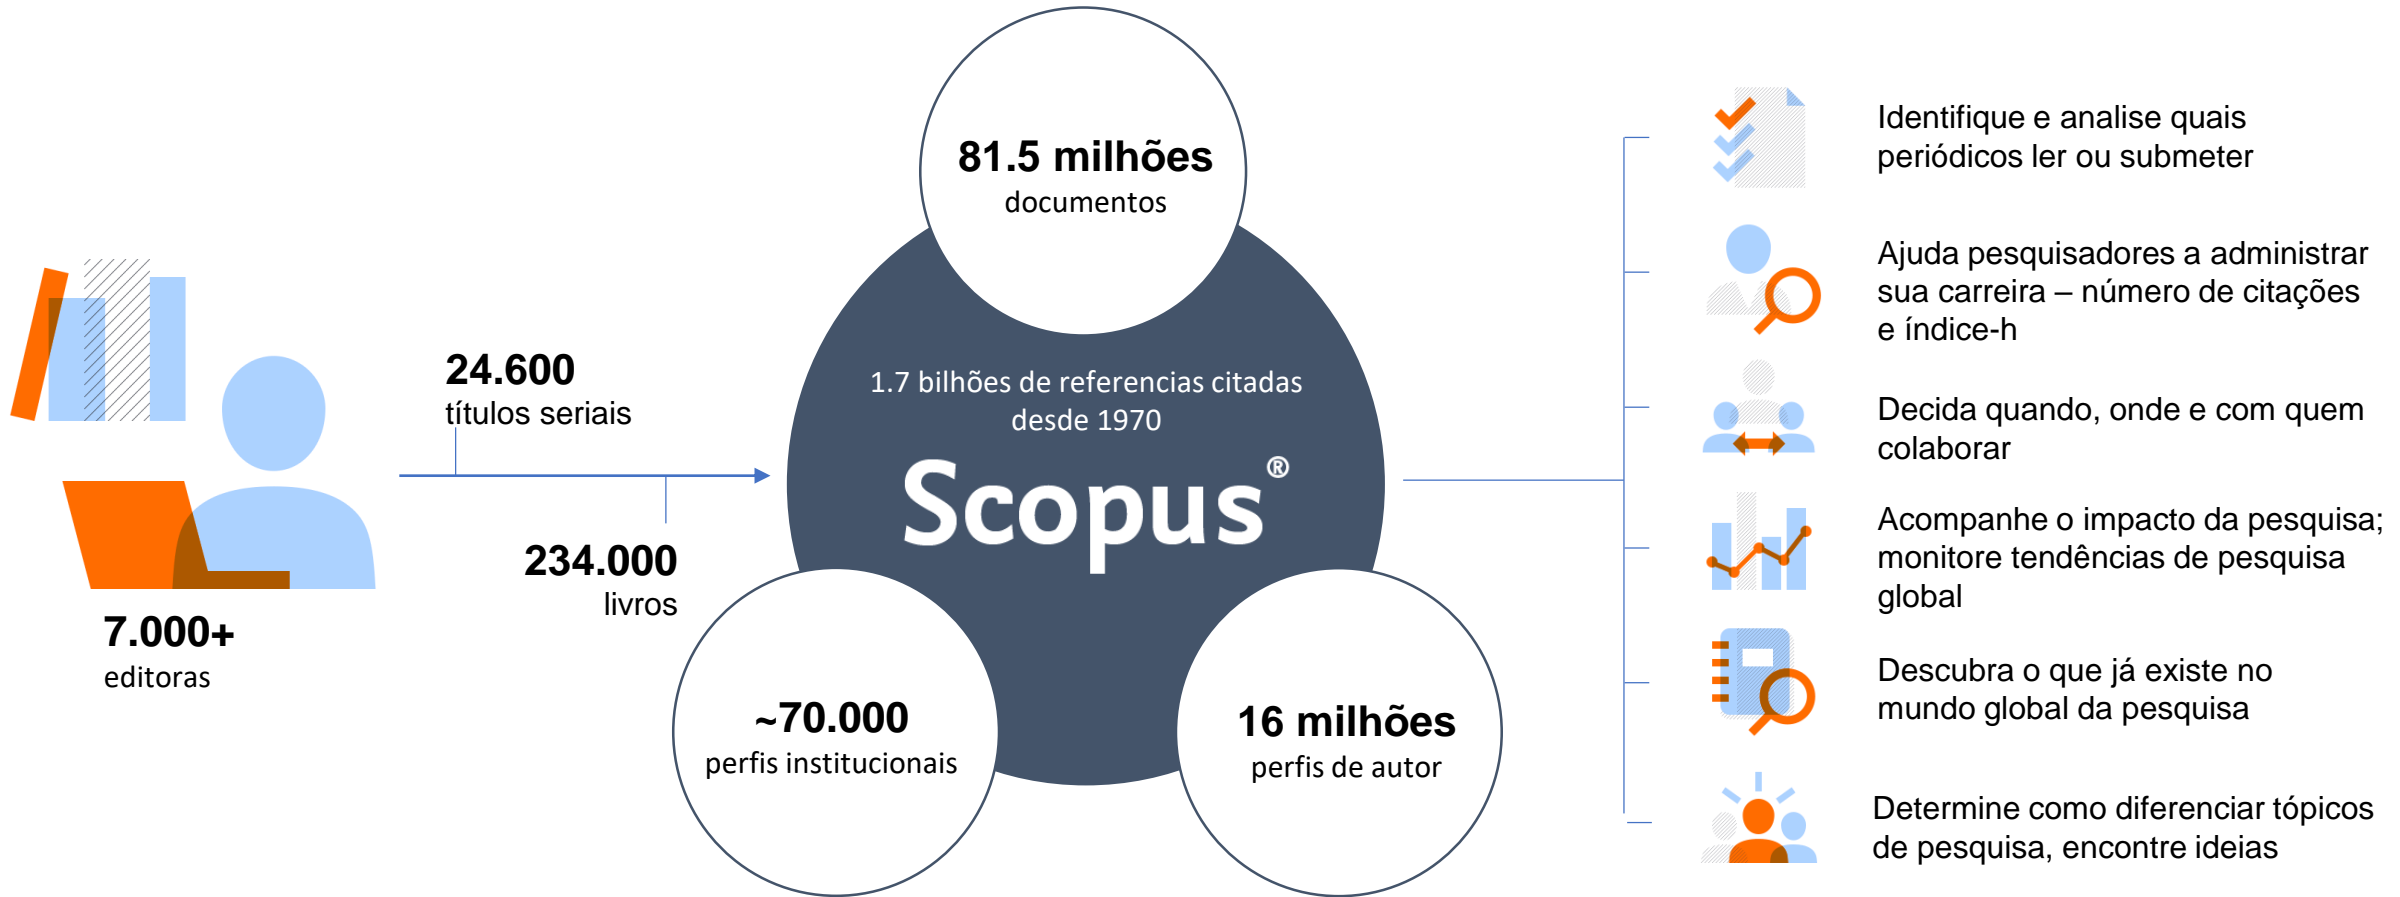 7.000+
editoras
24.600
títulos seriais
234.000
livros
81.5 milhões
documentos
1.7 bilhões de referencias citadas
desde 1970
Scopus®
~70.000
perfis institucionais
16 milhões
perfis de autor
Identifique e analise quais
periódicos ler ou submeter
Ajuda pesquisadores a administrar
sua carreira – número de citações
e índice-h
Decida quando, onde e com quem
colaborar
Acompanhe o impacto da pesquisa;
monitore tendências de pesquisa
global
Descubra o que já existe no
mundo global da pesquisa
Determine como diferenciar tópicos
de pesquisa, encontre ideias